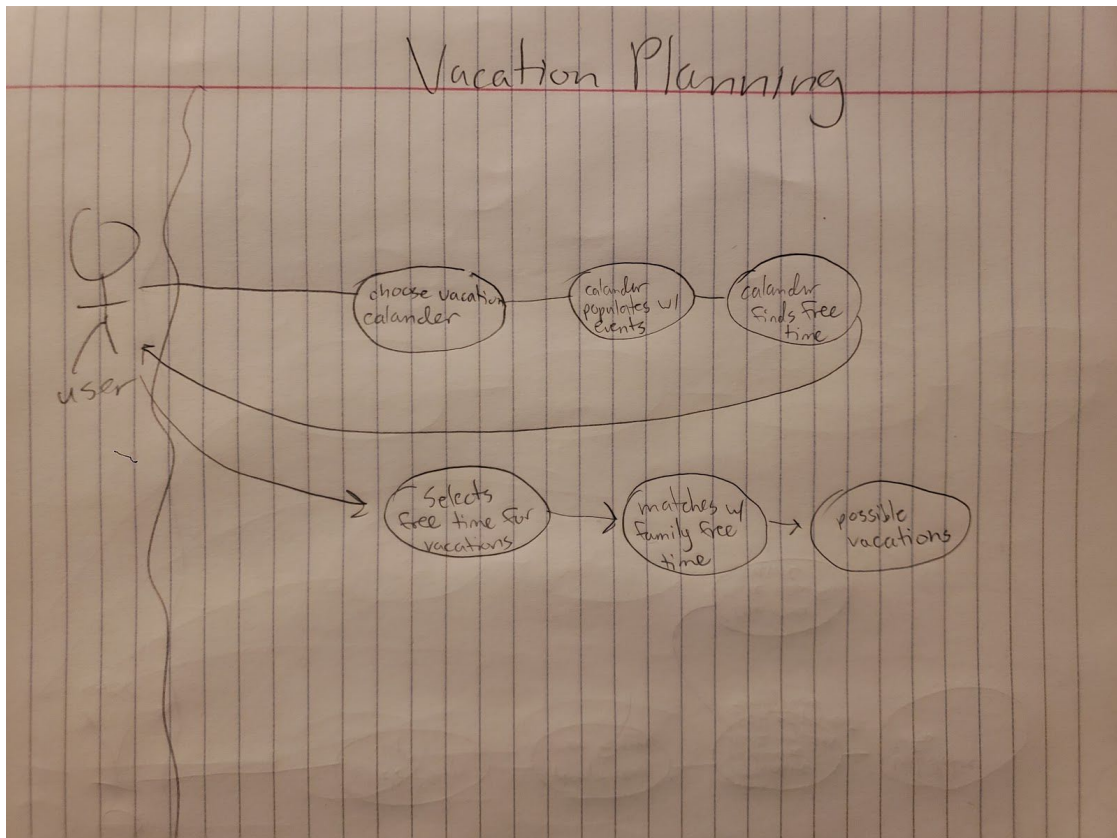 Vacation Planning
choose vacation
calander
calander
populates w/
events
calander
finds free
time
user
Selects
free time for
vacations
matches w/
family free
time
possible
vacations